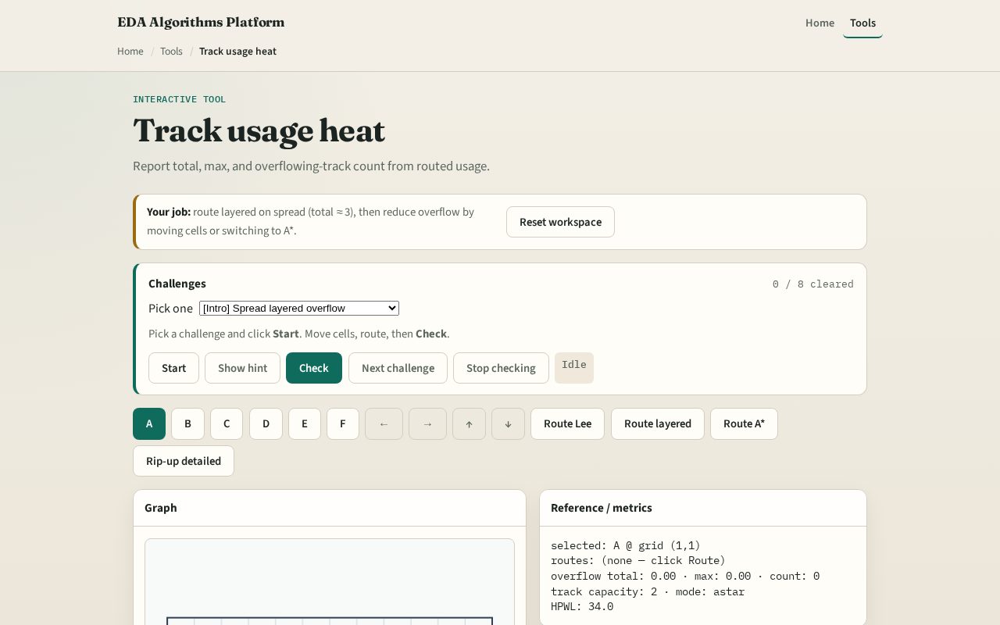 EDA Algorithms Platform
Home Tools
Home / Tools / Track usage heat
INTERACTIVE TOOL
Track usage heat
Report total, max, and overflowing-track count from routed usage.
Your job: route layered on spread (total ≈ 3), then reduce overflow by
moving cells or switching to A*.
Reset workspace
Challenges
0 / 8 cleared
Pick one [Intro] Spread layered overflow
Pick a challenge and click Start. Move cells, route, then Check.
Start Show hint Check Next challenge Stop checking Idle
A B C D E F ← → ↑ ↓ Route Lee Route layered Route A*
Rip-up detailed
Graph
Reference / metrics
selected: A @ grid (1,1)
routes: (none — click Route)
overflow total: 0.00 · max: 0.00 · count: 0
track capacity: 2 · mode: astar
HPWL: 34.0